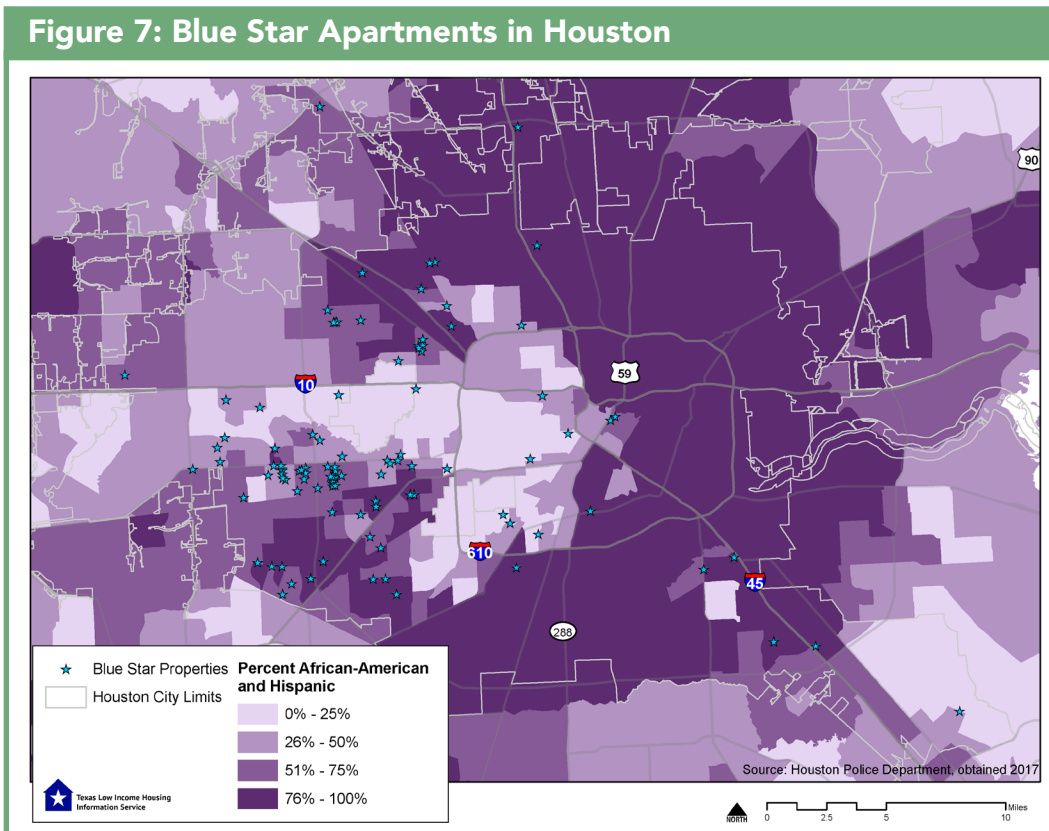 Figure 7: Blue Star Apartments in Houston
90
10
59
610
45
288
Blue Star Properties
Houston City Limits
Percent African-American
and Hispanic
0% - 25%
26% - 50%
51% - 75%
76% - 100%
Texas Low Income Housing
Information Service
Source: Houston Police Department, obtained 2017
NORTH
0 2.5 5 10
Miles